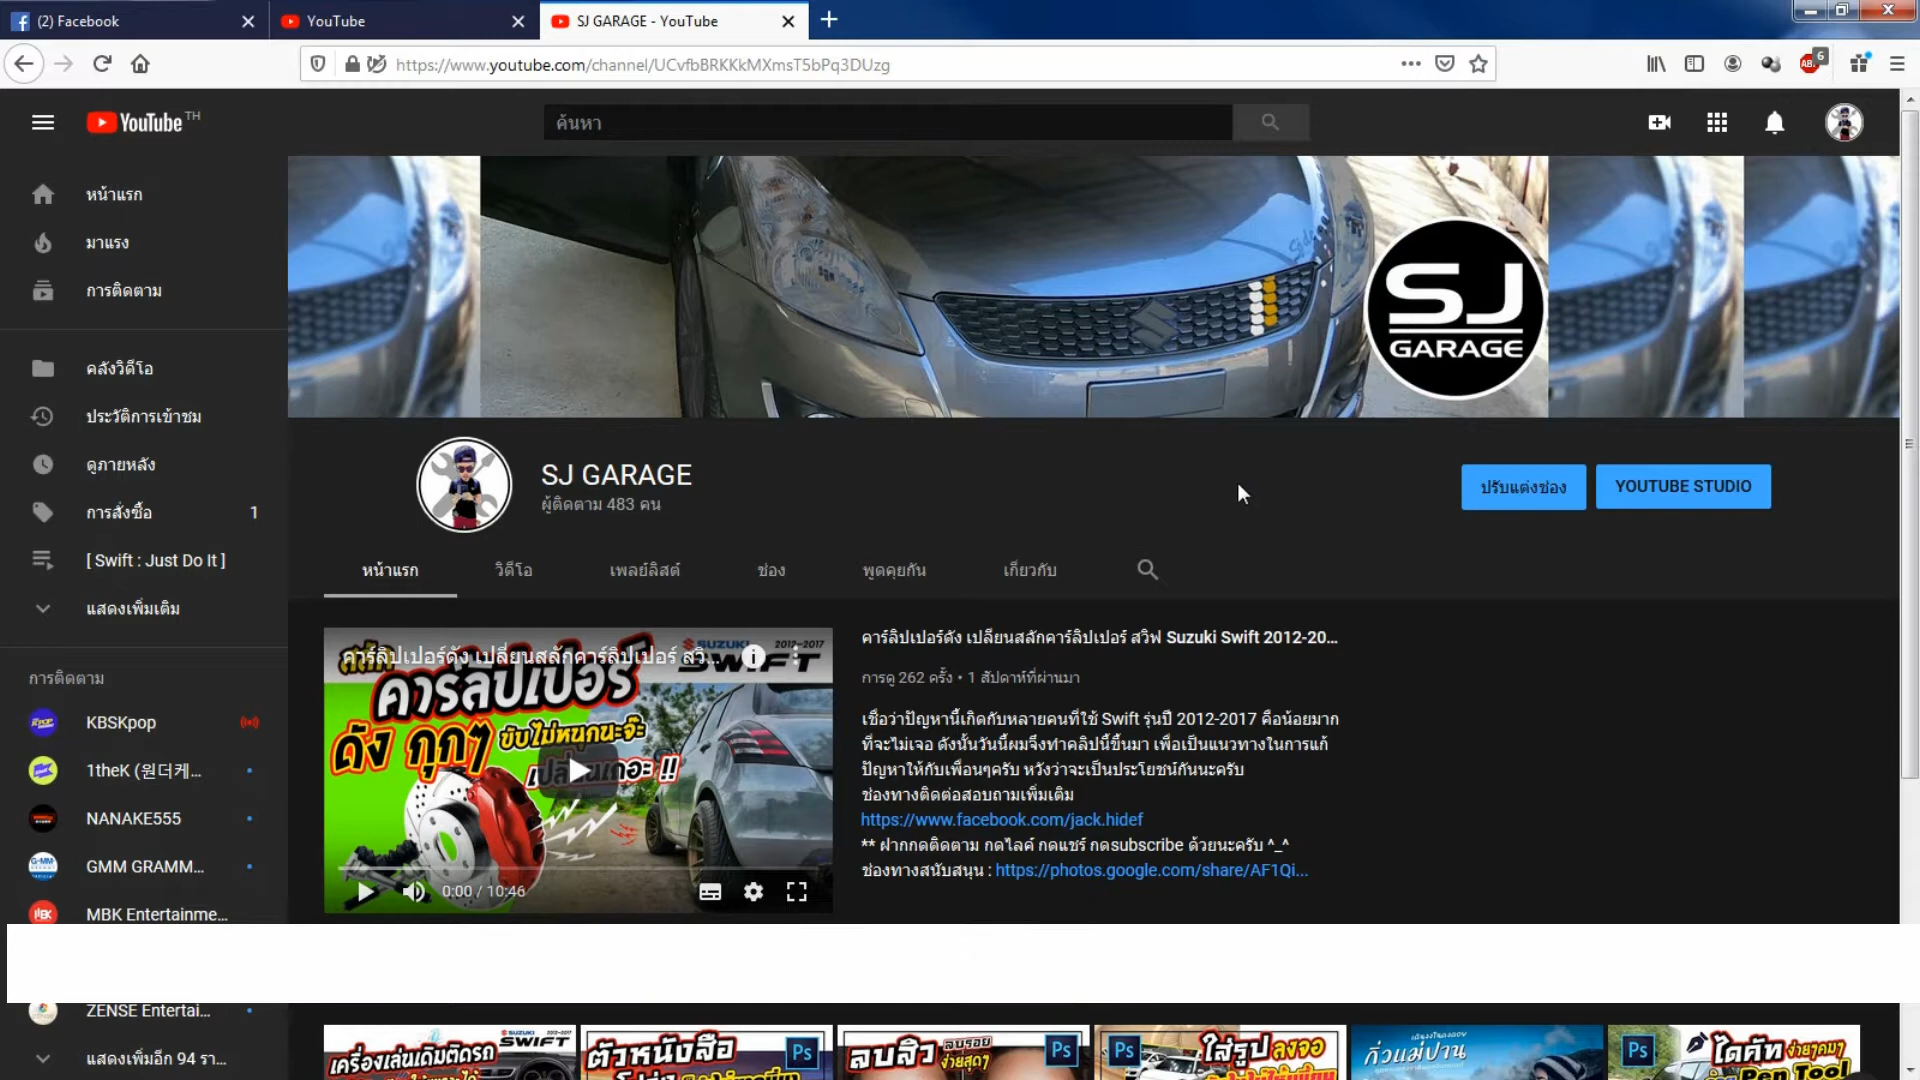 (2) Facebook
YouTube
SJ GARAGE - YouTube
https://www.youtube.com/channel/UCvfbBRKKkMXmsT5bPq3DUzg
ABP
6
YouTube TH
ค้นหา
หน้าแรก
มาแรง
การติดตาม
SJ
GARAGE
คลังวิดีโอ
ประวัติการเข้าชม
ดูภายหลัง
การสั่งซื้อ 1
[ Swift : Just Do It ]
แสดงเพิ่มเติม
SJ GARAGE
ผู้ติดตาม 483 คน
ปรับแต่งช่อง
YOUTUBE STUDIO
หน้าแรก
วิดีโอ
เพลย์ลิสต์
ช่อง
พูดคุยกัน
เกี่ยวกับ
การติดตาม
KBSKpop
1theK (원더케...
NANAKE555
GMM GRAMM...
MBK Entertainme...
ZENSE Entertai...
แสดงเพิ่มอีก 94 รา...
คาร์ลิปเปอร์ดัง เปลี่ยนสลักคาร์ลิปเปอร์ สวิ...
SUZUKI 2012-2017
SWIFT
คาร์ลิปเปอร์
ดัง กุกๆ ขับไม่หนุกนะจ๊ะ
เปลี่ยนเถอะ !!
0:00 / 10:46
คาร์ลิปเปอร์ดัง เปลี่ยนสลักคาร์ลิปเปอร์ สวิฟ Suzuki Swift 2012-20...
การดู 262 ครั้ง • 1 สัปดาห์ที่ผ่านมา
เชื่อว่าปัญหานี้เกิดกับหลายคนที่ใช้ Swift รุ่นปี 2012-2017 คือน้อยมาก
ที่จะไม่เจอ ดังนั้นวันนี้ผมจึงทำคลิปนี้ขึ้นมา เพื่อเป็นแนวทางในการแก้
ปัญหาให้กับเพื่อนๆครับ หวังว่าจะเป็นประโยชน์กันนะครับ
ช่องทางติดต่อสอบถามเพิ่มเติม
https://www.facebook.com/jack.hidef
** ฝากกดติดตาม กดไลค์ กดแชร์ กดsubscribe ด้วยนะครับ ^_^
ช่องทางสนับสนุน : https://photos.google.com/share/AF1Qi...
เครื่องเล่นเดิมติดรถ
SUZUKI 2012-2017
SWIFT
ตัวหนังสือ
Ps
ลบสิว ลบรอย
ง่ายสุดๆ
Ps
Ps
ใส่รูป ลงจอ
กิ่วแม่ปาน
Ps
ไดคัท ง่ายๆคมๆ
Pen Tool